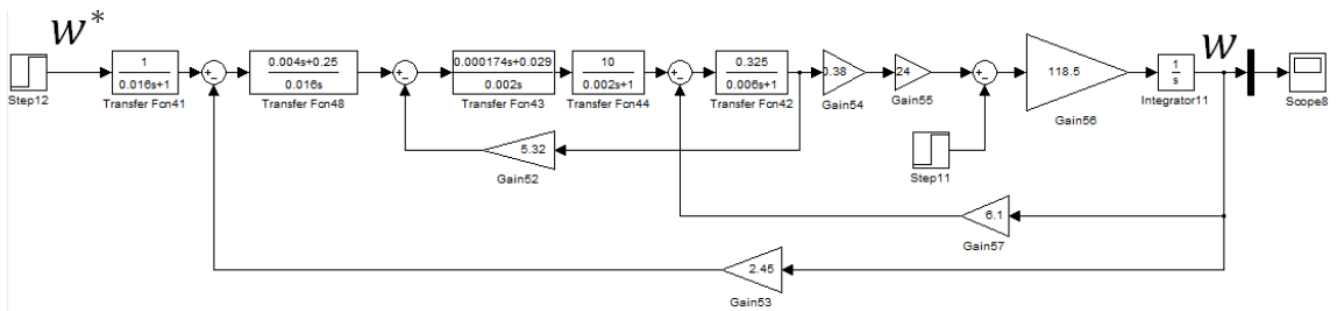 w*
Step12
1
0.016s+1
Transfer Fcn41
+
−
0.004s+0.25
0.016s
Transfer Fcn48
+
−
0.000174s+0.029
0.002s
Transfer Fcn43
10
0.002s+1
Transfer Fcn44
+
−
0.325
0.006s+1
Transfer Fcn42
0.38
Gain54
24
Gain55
+
−
118.5
Gain56
1
s
Integrator11
w
Scope8
5.32
Gain52
Step11
6.1
Gain57
2.45
Gain53